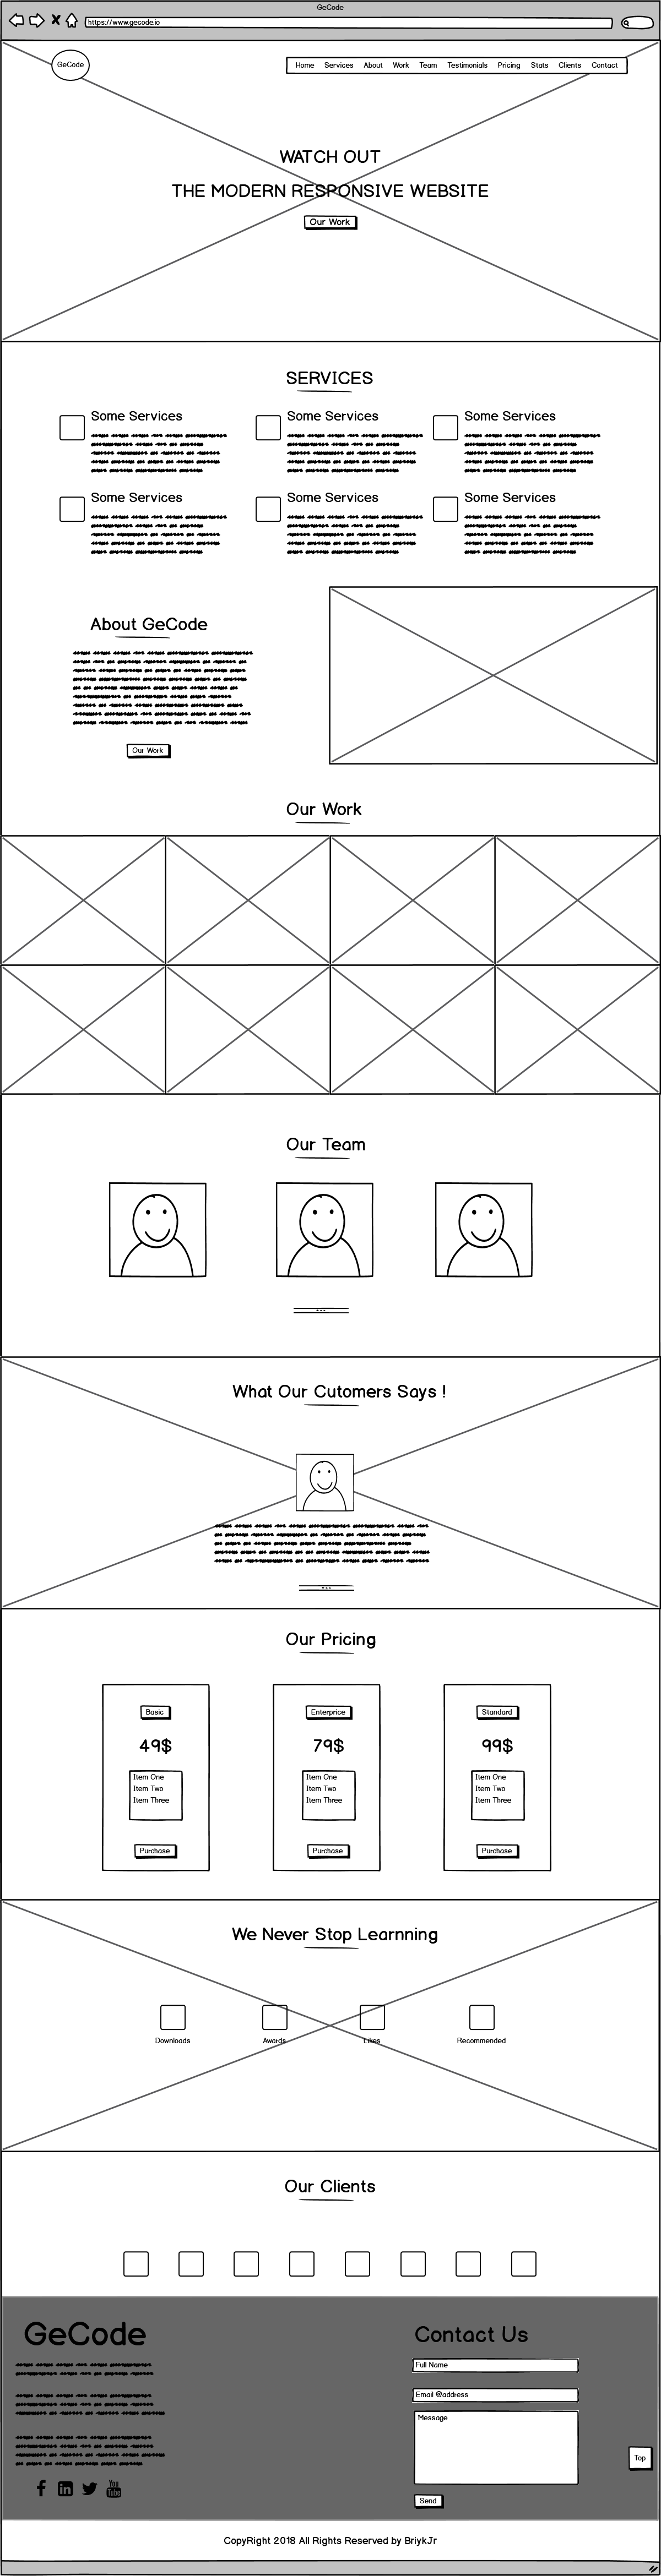 GeCode
https://www.gecode.io
GeCode
Home Services About Work Team Testimonials Pricing Stats Clients Contact
WATCH OUT
THE MODERN RESPONSIVE WEBSITE
Our Work
SERVICES
Some Services
Some Services
Some Services
Some Services
Some Services
Some Services
About GeCode
Our Work
Our Work
Our Team
What Our Cutomers Says !
Our Pricing
Basic
49$
Item One
Item Two
Item Three
Purchase
Enterprice
79$
Item One
Item Two
Item Three
Purchase
Standard
99$
Item One
Item Two
Item Three
Purchase
We Never Stop Learnning
Downloads
Awards
Likes
Recommended
Our Clients
GeCode
You
Tube
Contact Us
Full Name
Email @address
Message
Send
Top
CopyRight 2018 All Rights Reserved by BriykJr